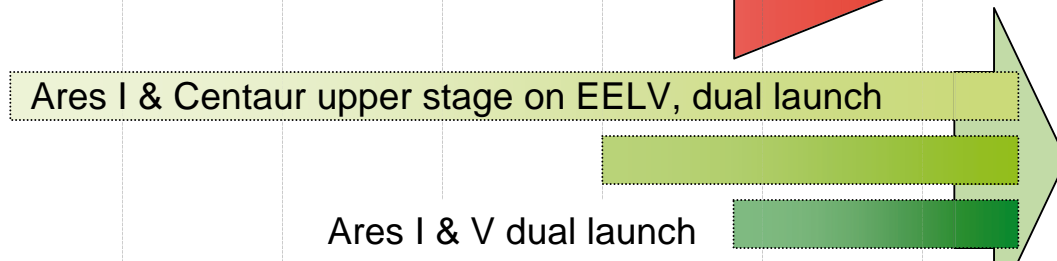 Ares I & Centaur upper stage on EELV, dual launch
Ares I & V dual launch